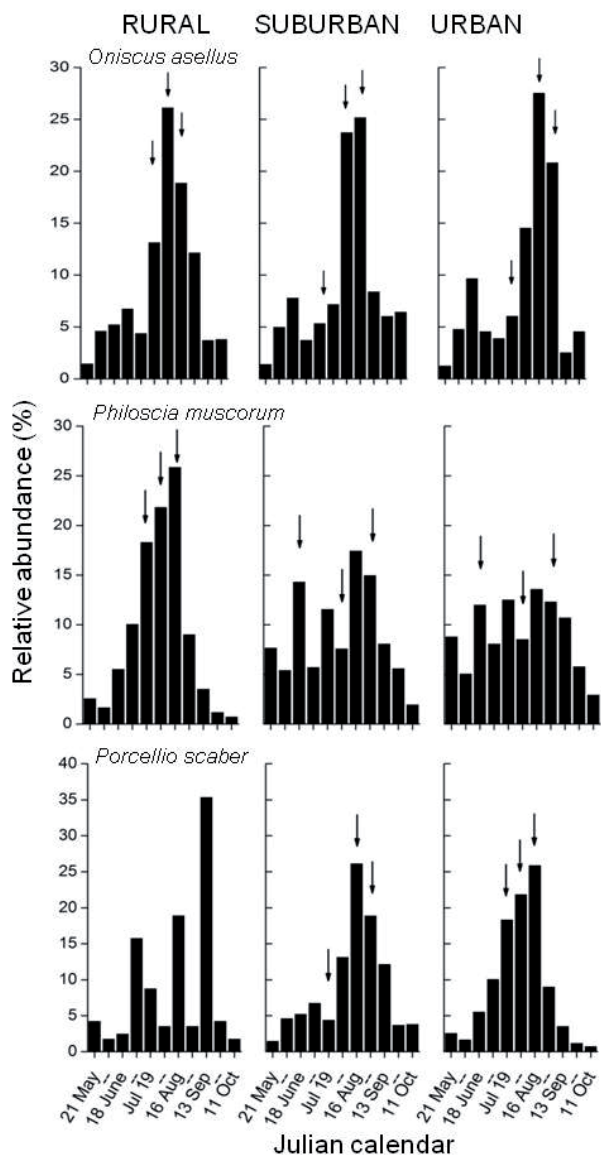 RURAL SUBURBAN URBAN
Oniscus asellus
30
25
20
15
10
5
0
Philoscia muscorum
30
25
20
15
10
5
0
Relative abundance (%)
Porcellio scaber
40
35
30
25
20
15
10
5
0
21 May
–
18 June
–
Jul 19
–
16 Aug
–
13 Sep
–
11 Oct
21 May
–
18 June
–
Jul 19
–
16 Aug
–
13 Sep
–
11 Oct
21 May
–
18 June
–
Jul 19
–
16 Aug
–
13 Sep
–
11 Oct
Julian calendar